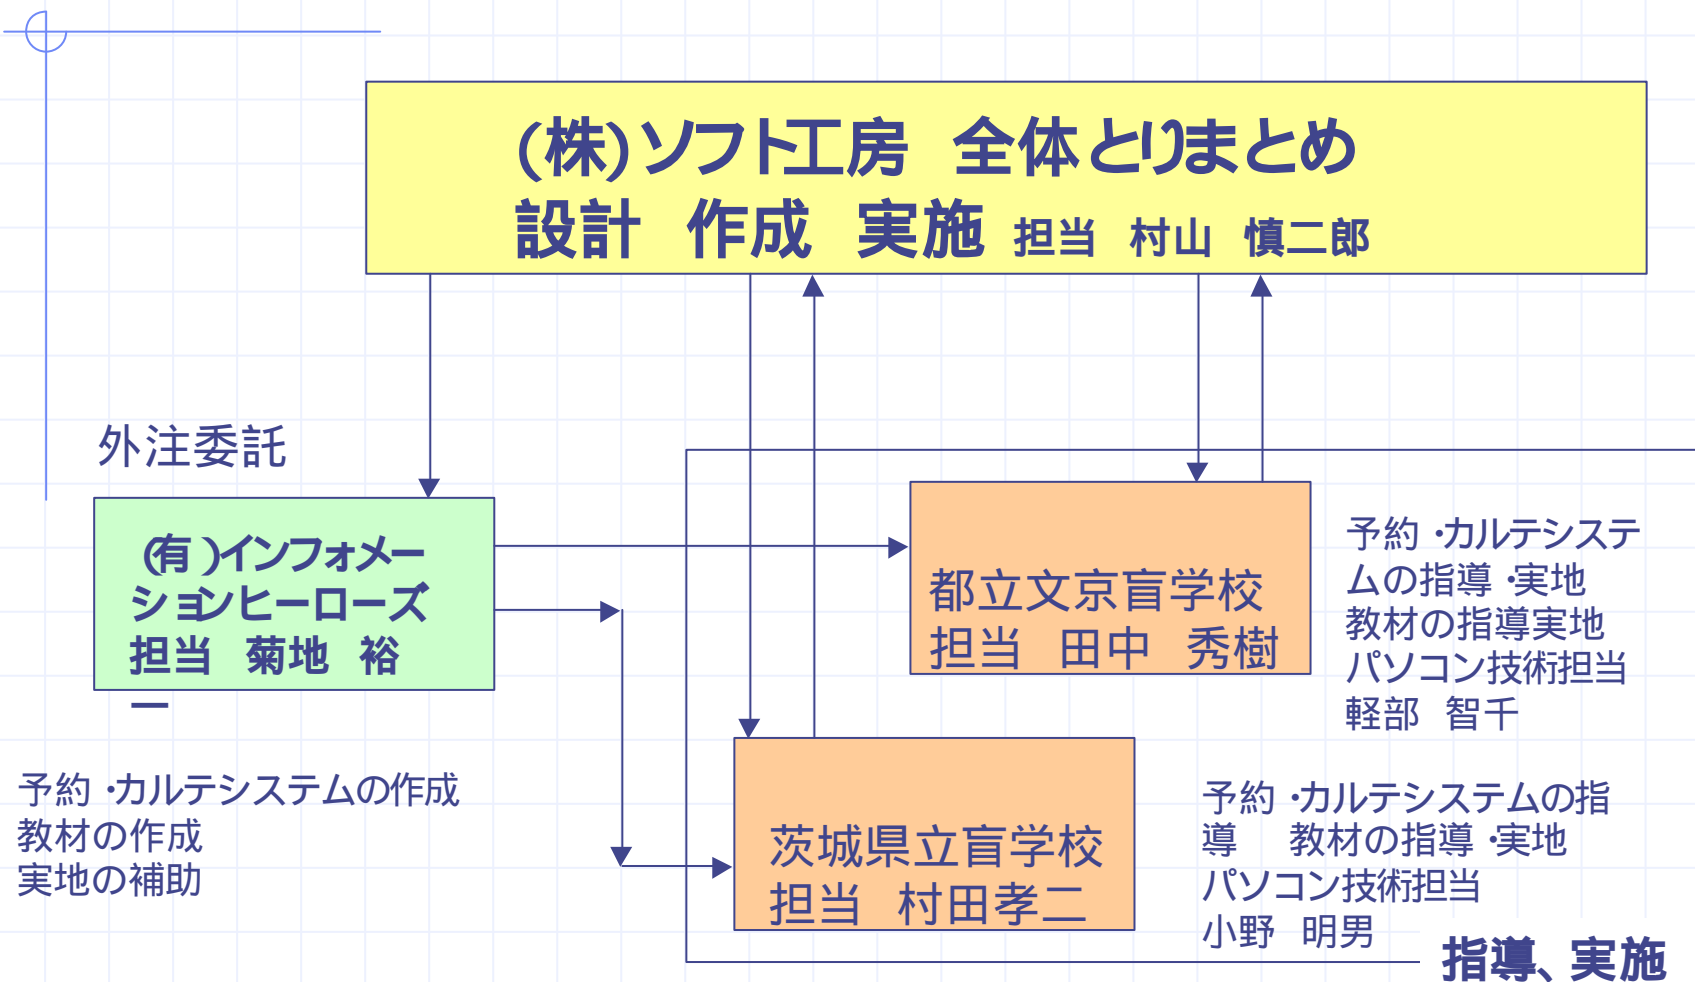 (株)ソフト工房　全体とりまとめ
設計　作成　実施 担当　村山　慎二郎
外注委託
(有)インフォメー
ションヒーローズ
担当　菊地　裕
一
予約・カルテシステムの作成
教材の作成
実地の補助
都立文京盲学校
担当　田中　秀樹
予約・カルテシステ
ムの指導・実地
教材の指導実地
パソコン技術担当
軽部　智千
茨城県立盲学校
担当　村田孝二
予約・カルテシステムの指
導　教材の指導・実地
パソコン技術担当
小野　明男
指導、実施